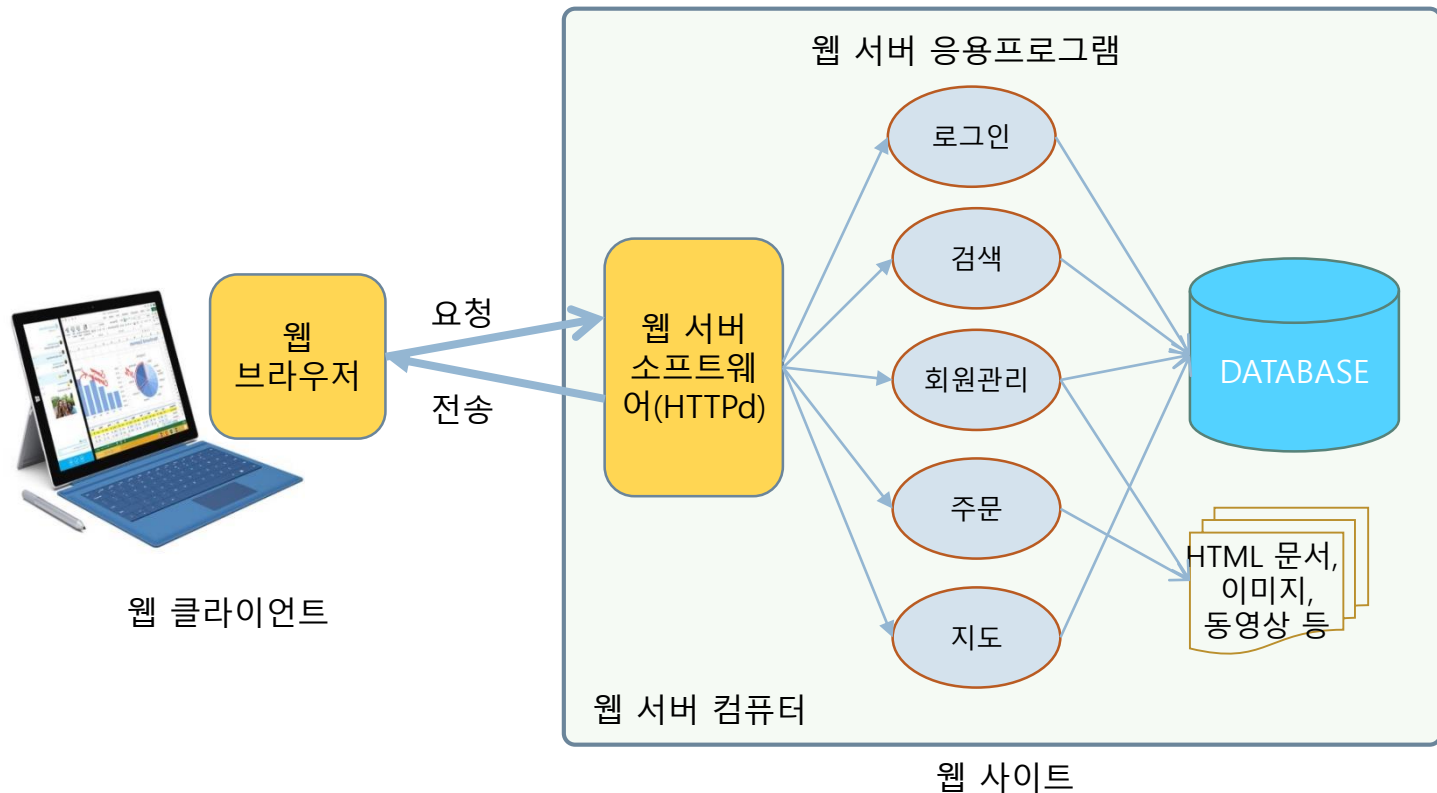 웹 서버 응용프로그램
로그인
검색
회원관리
주문
지도
웹
브라우저
요청
전송
웹 서버
소프트웨
어(HTTPd)
DATABASE
HTML 문서,
이미지,
동영상 등
웹 클라이언트
웹 서버 컴퓨터
웹 사이트